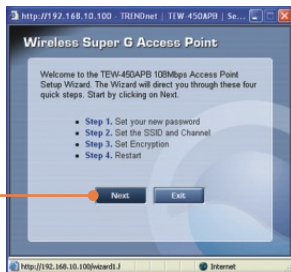 http://192.168.10.100 - TRENDnet | TEW-450APB | Se...
Wireless Super G Access Point
Welcome to the TEW-450APB 108Mbps Access Point
Setup Wizard. The Wizard will direct you through these four
quick steps. Start by clicking on Next.
Step 1. Set your new password
Step 2. Set the SSID and Channel
Step 3. Set Encryption
Step 4. Restart
Next Exit
http://192.168.10.100/wizard1.l Internet